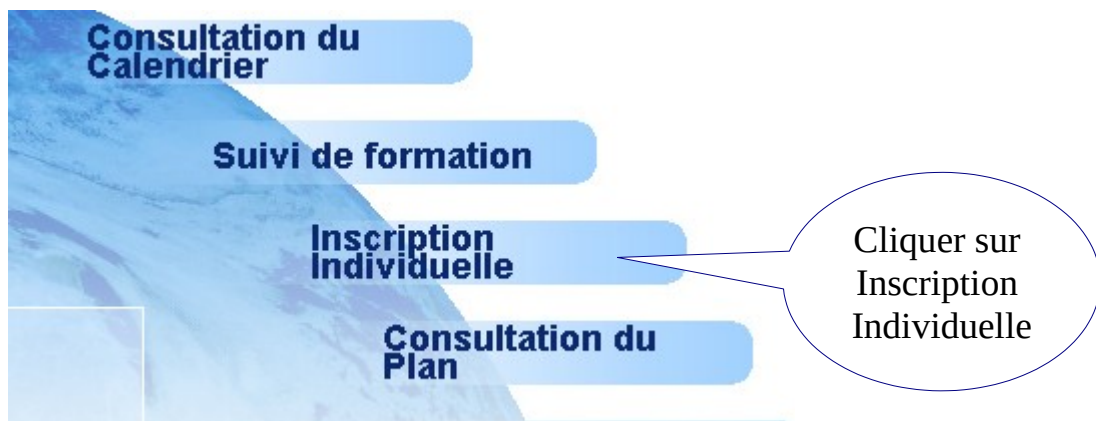 Consultation du
Calendrier
Suivi de formation
Inscription
Individuelle
Consultation du
Plan
Cliquer sur
Inscription
Individuelle